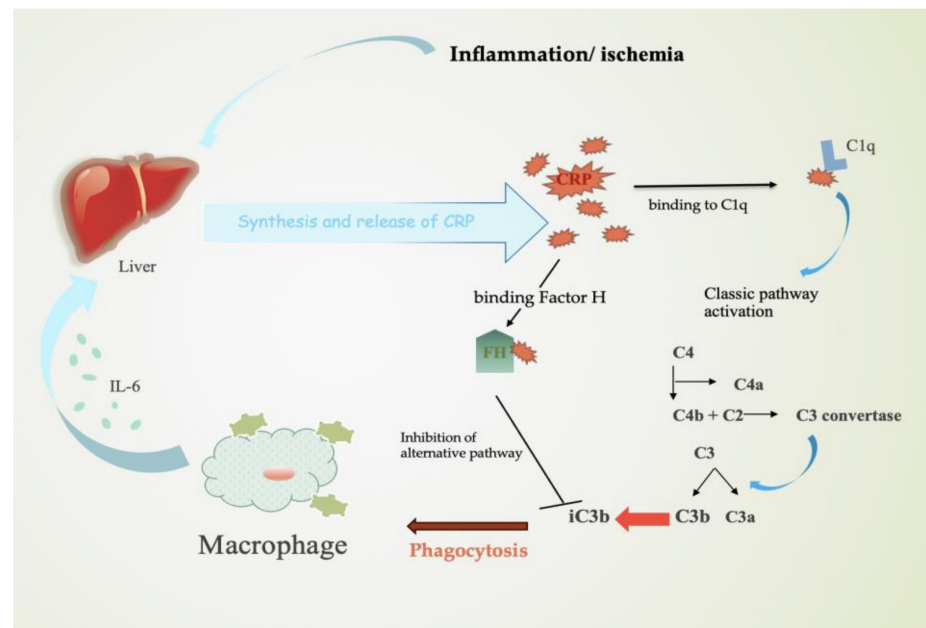 Inflammation/ ischemia
C1q
CRP
binding to C1q
Synthesis and release of CRP
Liver
binding Factor H
Classic pathway
activation
FH
C4
C4a
IL-6
C4b + C2
C3 convertase
Inhibition of
alternative pathway
C3
iC3b
C3b
C3a
Macrophage
Phagocytosis